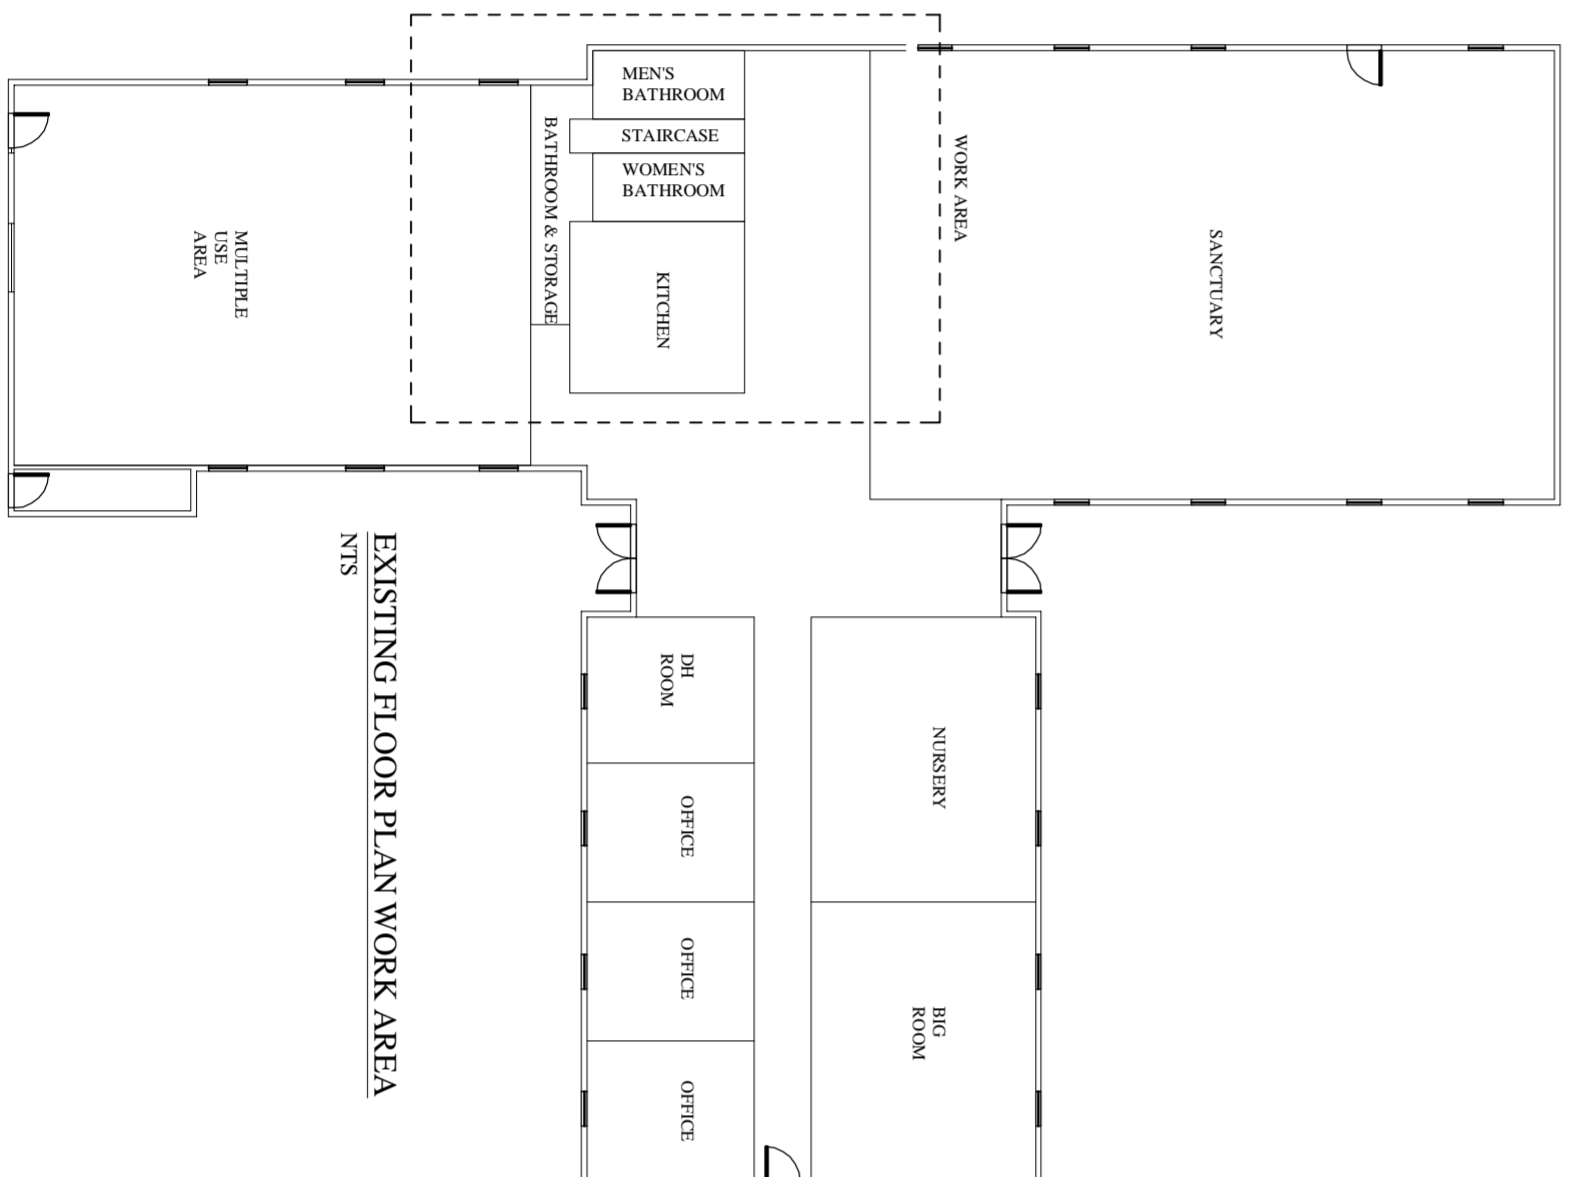 MEN'S
BATHROOM
STAIRCASE
WOMEN'S
BATHROOM
BATHROOM & STORAGE
KITCHEN
WORK AREA
SANCTUARY
MULTIPLE
USE
AREA
EXISTING FLOOR PLAN WORK AREA
NTS
DH
ROOM
NURSERY
OFFICE
OFFICE
BIG
ROOM
OFFICE